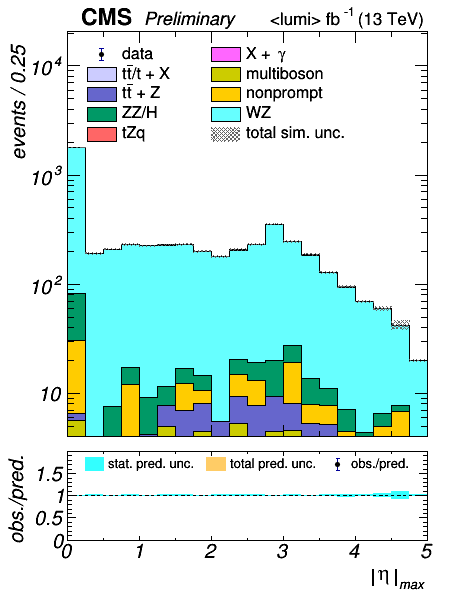 CMS Preliminary <lumi> fb⁻¹ (13 TeV)
events / 0.25
10⁴
10³
10²
10
data
tt̄/t + X
tt̄ + Z
ZZ/H
tZ̄q
X + γ
multiboson
nonprompt
WZ
total sim. unc.
obs./pred.
1.5
1
0.5
0
stat. pred. unc. total pred. unc. obs./pred.
0 1 2 3 4 5
|η|max